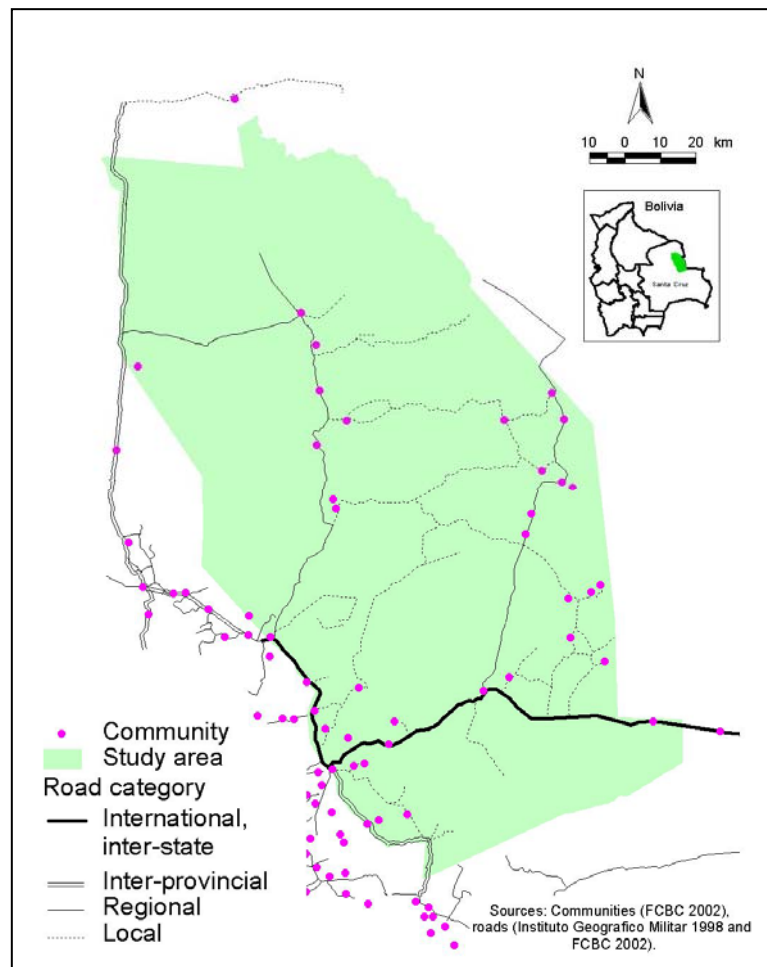 N
10 0 10 20 km
Bolivia
Santa Cruz
Community
Study area
Road category
International,
inter-state
Inter-provincial
Regional
Local
Sources: Communities (FCBC 2002),
roads (Instituto Geografico Militar 1998 and
FCBC 2002).